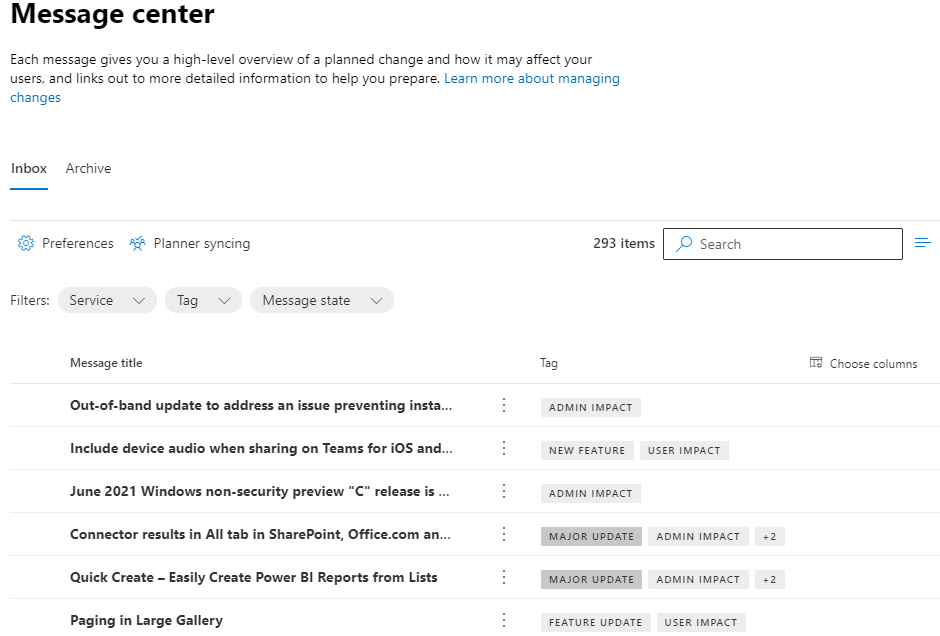 Message center
Each message gives you a high-level overview of a planned change and how it may affect your
users, and links out to more detailed information to help you prepare. Learn more about managing
changes
Inbox Archive
Preferences Planner syncing 293 items Search
Filters: Service Tag Message state
Message title Tag Choose columns
Out-of-band update to address an issue preventing insta... ADMIN IMPACT
Include device audio when sharing on Teams for iOS and... NEW FEATURE USER IMPACT
June 2021 Windows non-security preview "C" release is ... ADMIN IMPACT
Connector results in All tab in SharePoint, Office.com an... MAJOR UPDATE ADMIN IMPACT +2
Quick Create – Easily Create Power BI Reports from Lists MAJOR UPDATE ADMIN IMPACT +2
Paging in Large Gallery FEATURE UPDATE USER IMPACT